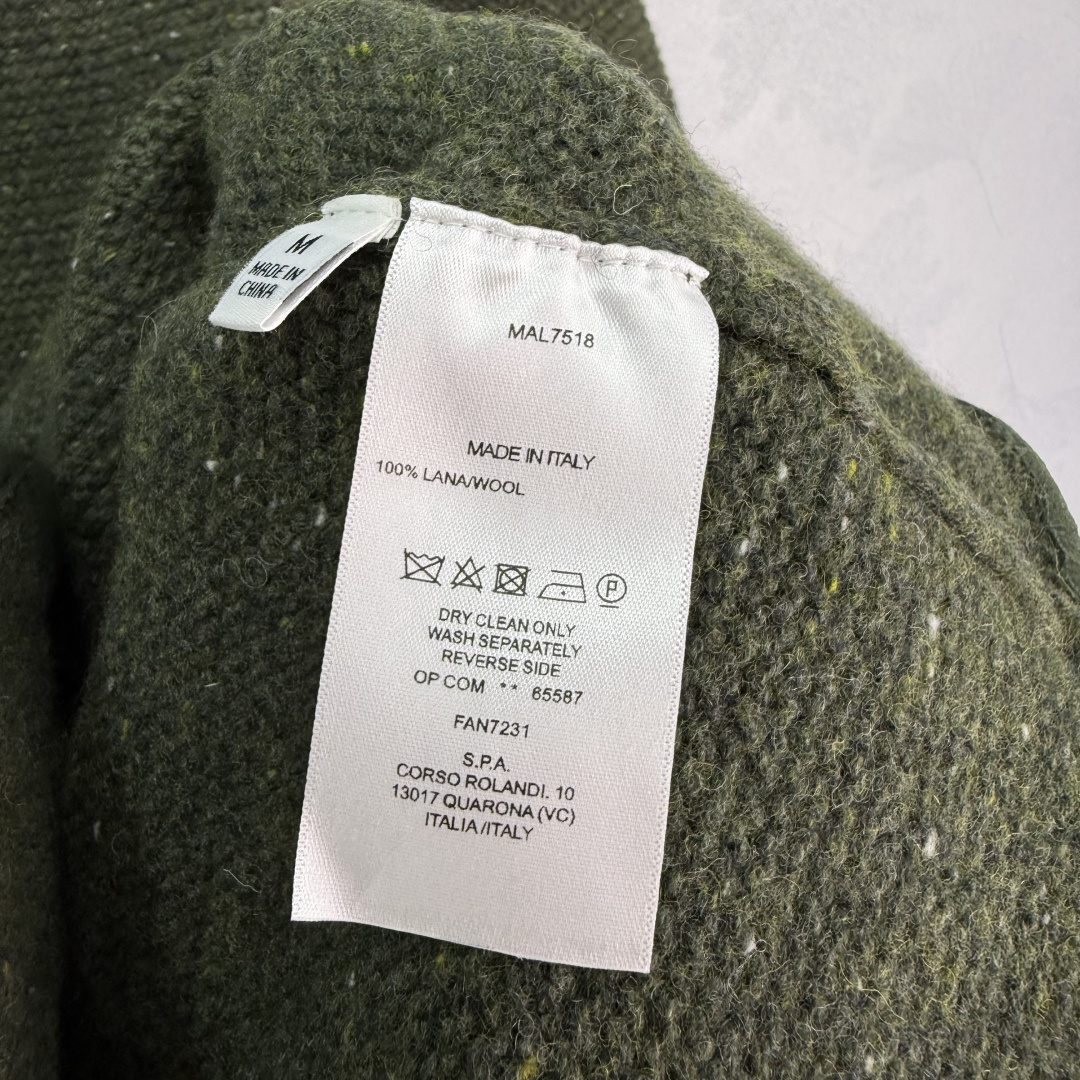 M
MADE IN
CHINA
MAL7518
MADE IN ITALY
100% LANA/WOOL
P
DRY CLEAN ONLY
WASH SEPARATELY
REVERSE SIDE
OP COM ** 65587
FAN7231
S.P.A.
CORSO ROLANDI. 10
13017 QUARONA (VC)
ITALIA/ITALY